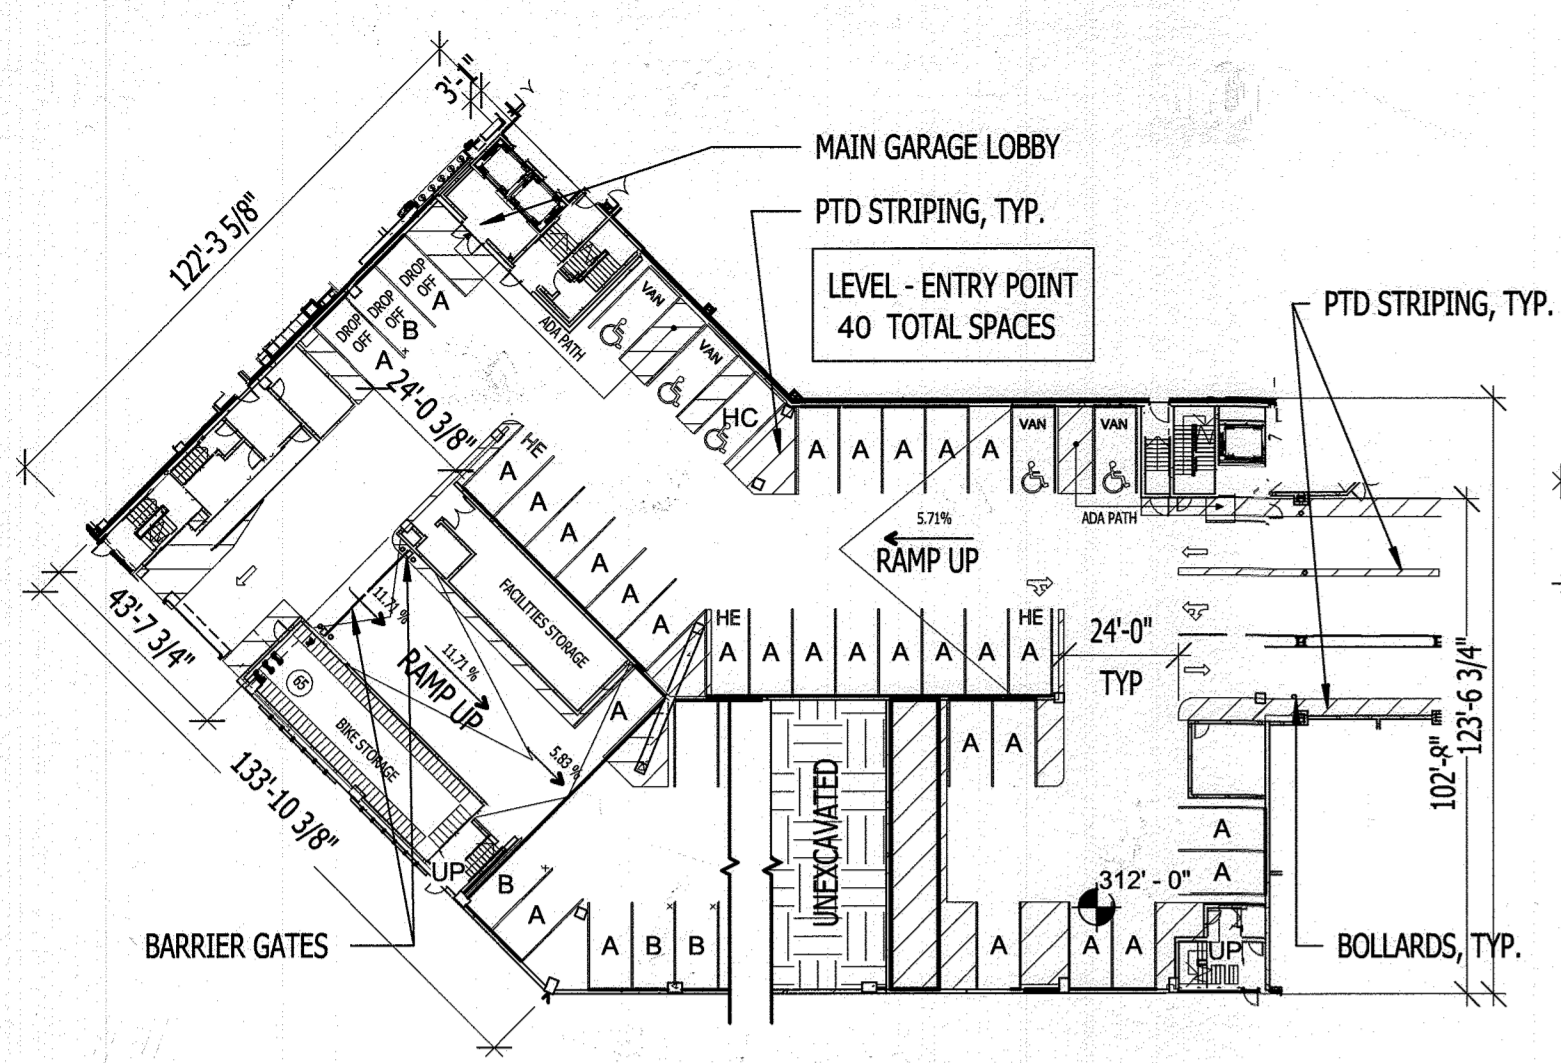 3'-1"
MAIN GARAGE LOBBY
PTD STRIPING, TYP.
122'-3 5/8"
LEVEL - ENTRY POINT
40 TOTAL SPACES
PTD STRIPING, TYP.
DROP
OFF
A
DROP
OFF
B
DROP
OFF
A
VAN
ADA PATH
VAN
HC
24'-0 3/8"
HE
A
A
A
A
A
A
A
A
A
A
A
VAN
VAN
ADA PATH
5.71%
RAMP UP
FACILITIES STORAGE
43'-7 3/4"
11.71 %
11.71 %
RAMP UP
5.83 %
65
BIKE STORAGE
133'-10 3/8"
HE
HE
A
A
A
A
A
A
A
A
A
24'-0"
TYP
123'-6 3/4"
102'-8"
A
A
UNEXCAVATED
A
A
312' - 0"
UP
B
A
A
B
B
A
A
A
UP
BARRIER GATES
BOLLARDS, TYP.